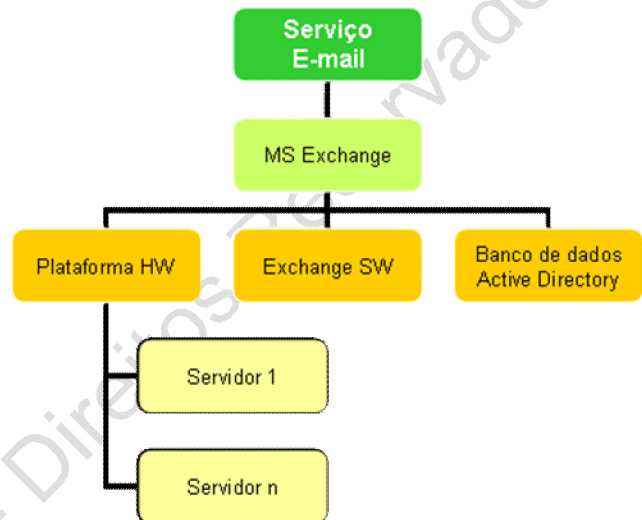 Serviço
E-mail
MS Exchange
Plataforma HW
Exchange SW
Banco de dados
Active Directory
Servidor 1
Servidor n